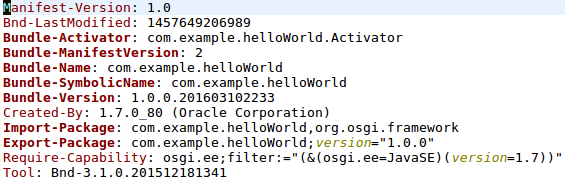 Manifest-Version: 1.0
Bnd-LastModified: 1457649206989
Bundle-Activator: com.example.helloWorld.Activator
Bundle-ManifestVersion: 2
Bundle-Name: com.example.helloWorld
Bundle-SymbolicName: com.example.helloWorld
Bundle-Version: 1.0.0.201603102233
Created-By: 1.7.0_80 (Oracle Corporation)
Import-Package: com.example.helloWorld,org.osgi.framework
Export-Package: com.example.helloWorld;version="1.0.0"
Require-Capability: osgi.ee;filter:="(&(osgi.ee=JavaSE)(version=1.7))"
Tool: Bnd-3.1.0.201512181341